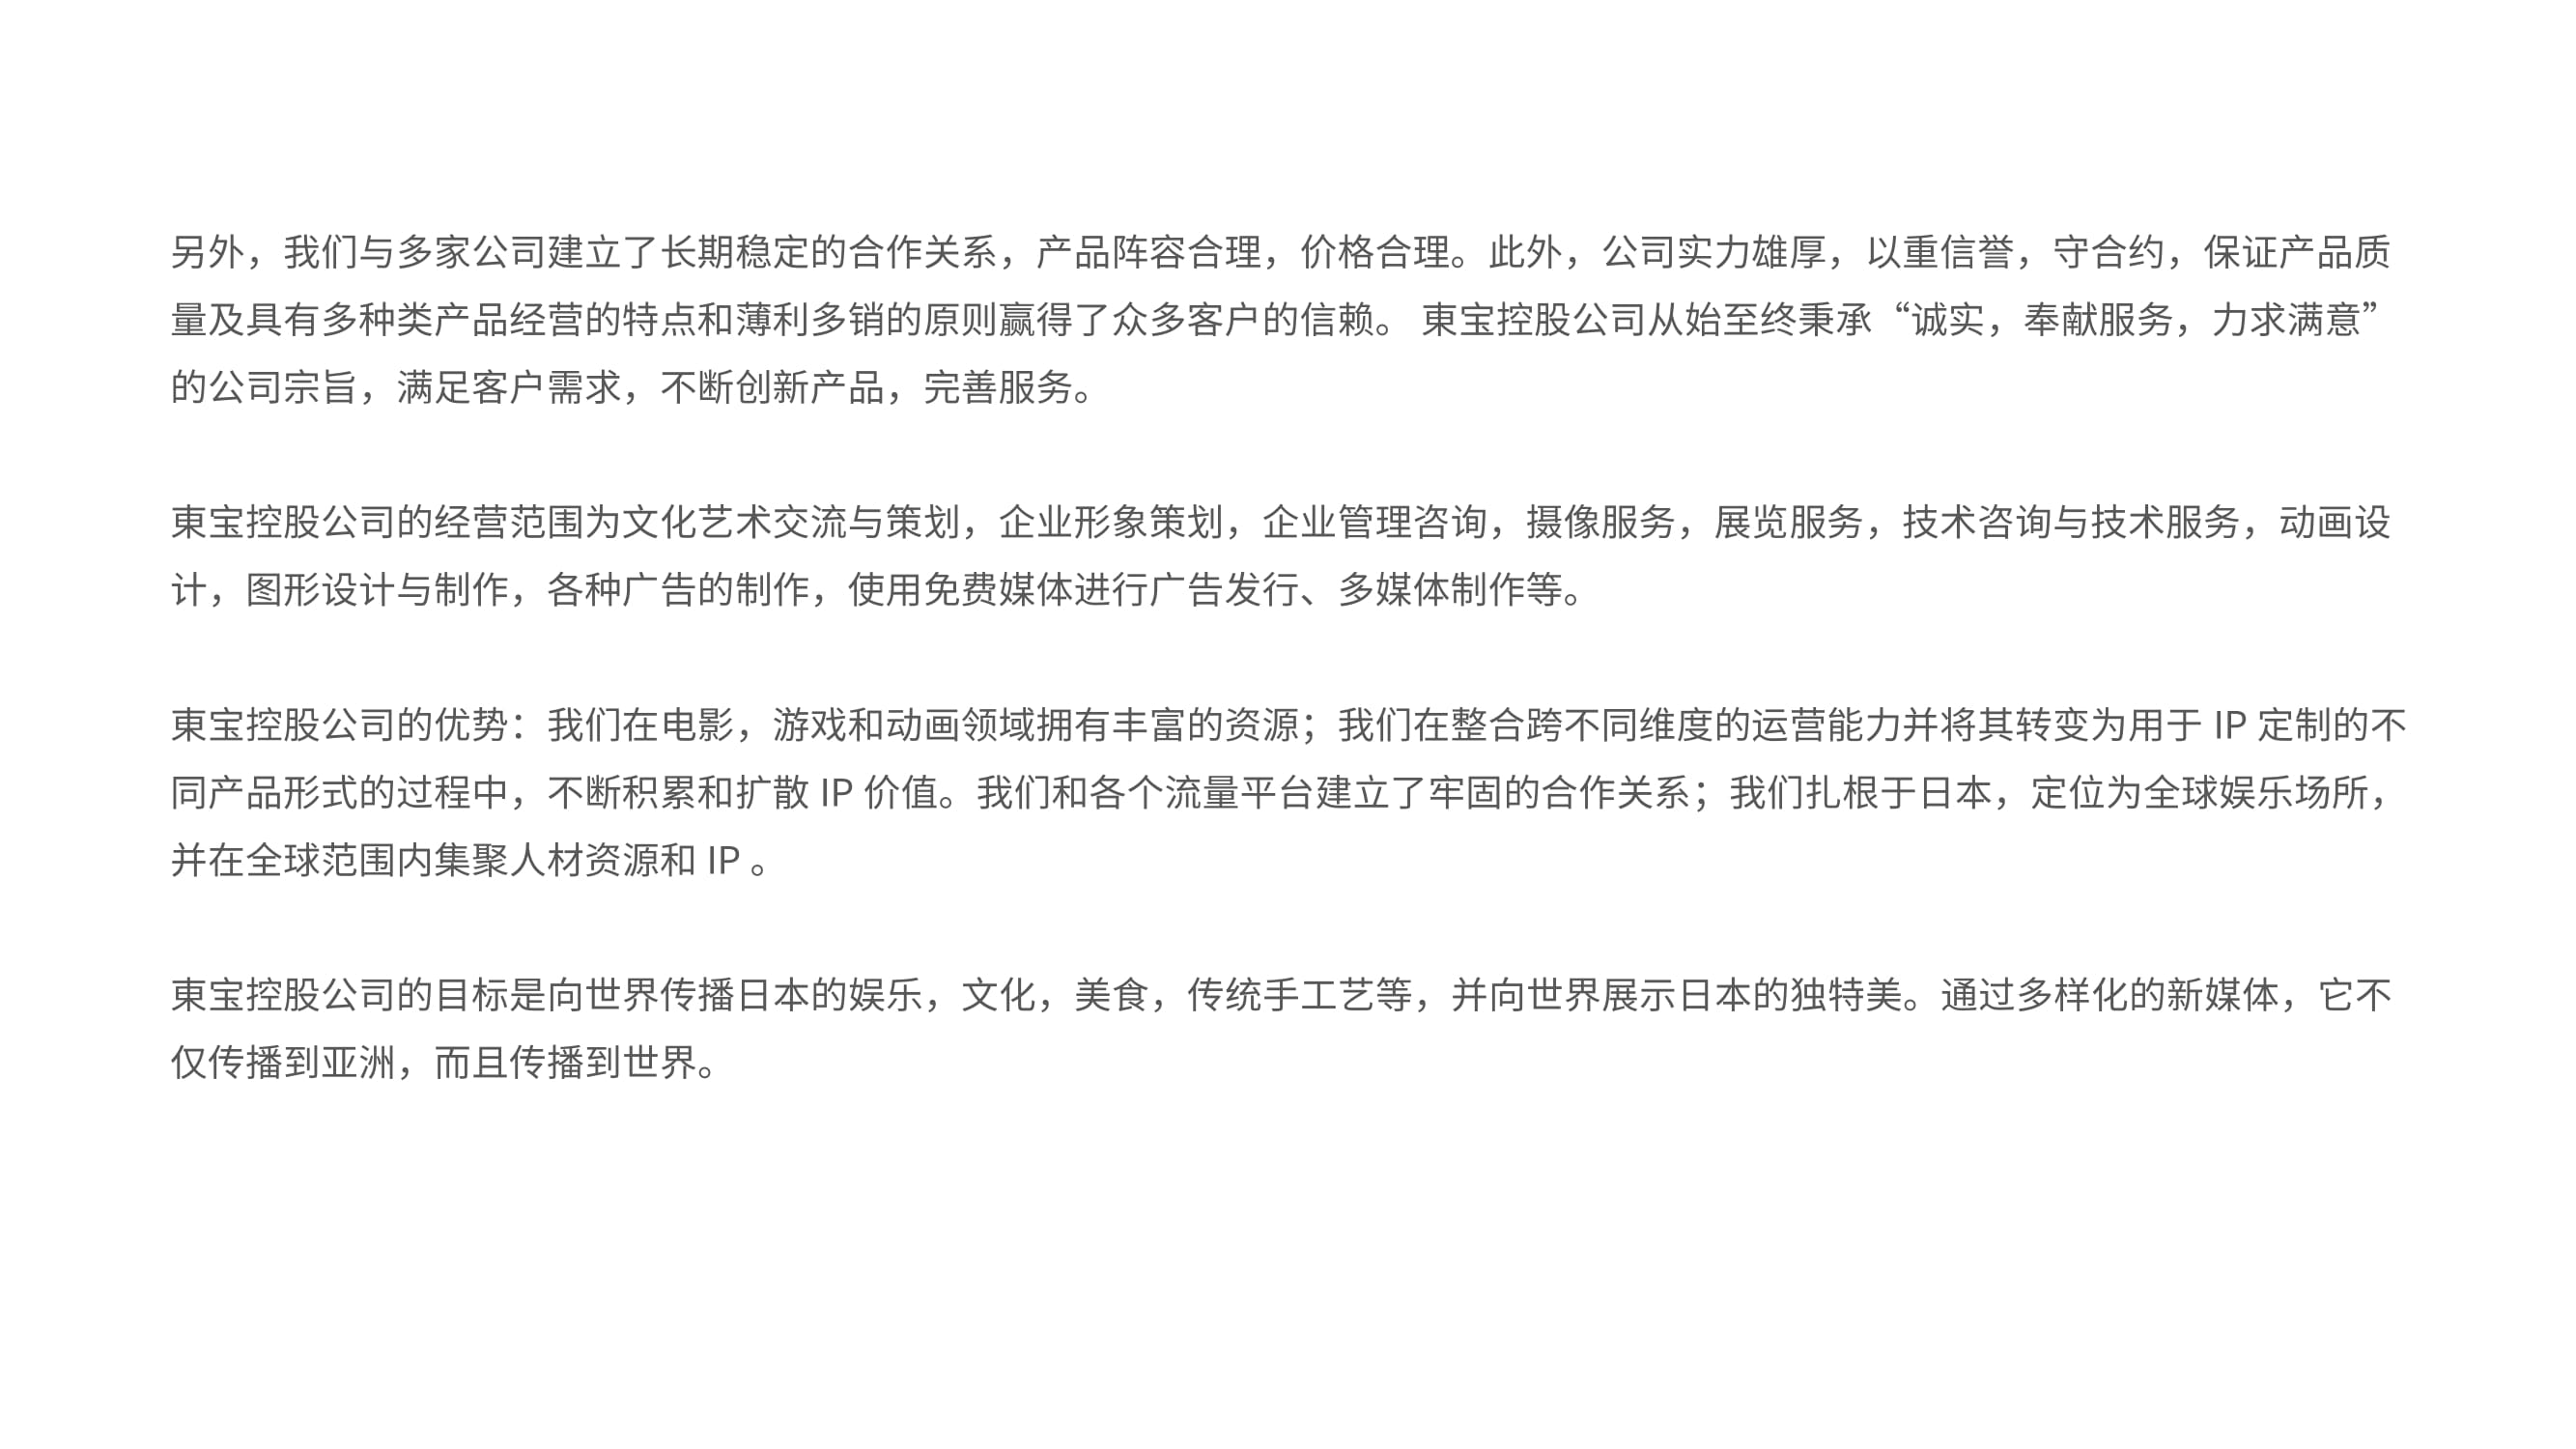 另外，我们与多家公司建立了长期稳定的合作关系，产品阵容合理，价格合理。此外，公司实力雄厚，以重信誉，守合约，保证产品质
量及具有多种类产品经营的特点和薄利多销的原则赢得了众多客户的信赖。 東宝控股公司从始至终秉承“诚实，奉献服务，力求满意”
的公司宗旨，满足客户需求，不断创新产品，完善服务。
東宝控股公司的经营范围为文化艺术交流与策划，企业形象策划，企业管理咨询，摄像服务，展览服务，技术咨询与技术服务，动画设
计，图形设计与制作，各种广告的制作，使用免费媒体进行广告发行、多媒体制作等。
東宝控股公司的优势：我们在电影，游戏和动画领域拥有丰富的资源；我们在整合跨不同维度的运营能力并将其转变为用于 IP 定制的不
同产品形式的过程中，不断积累和扩散 IP 价值。我们和各个流量平台建立了牢固的合作关系；我们扎根于日本，定位为全球娱乐场所，
并在全球范围内集聚人材资源和 IP 。
東宝控股公司的目标是向世界传播日本的娱乐，文化，美食，传统手工艺等，并向世界展示日本的独特美。通过多样化的新媒体，它不
仅传播到亚洲，而且传播到世界。